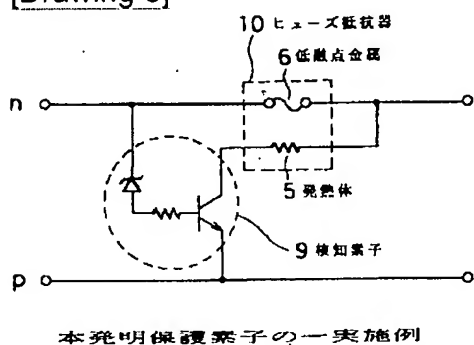 [Drawing
10 ヒューズ抵抗器
6 低融点金属
n
5 発熱体
9 検知素子
p
本発明保護素子の一実施例